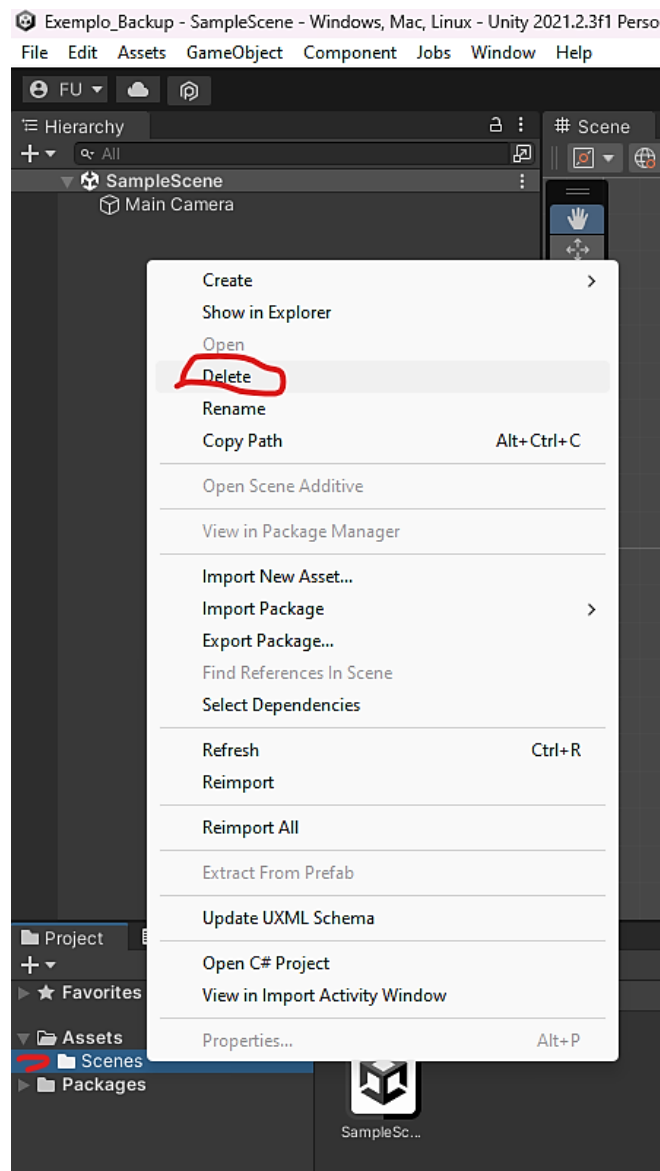 Exemplo_Backup - SampleScene - Windows, Mac, Linux - Unity 2021.2.3f1 Perso
File Edit Assets GameObject Component Jobs Window Help
FU
Hierarchy
All
Scene
SampleScene
Main Camera
Create
Show in Explorer
Open
Delete
Rename
Copy Path Alt+Ctrl+C
Open Scene Additive
View in Package Manager
Import New Asset...
Import Package
Export Package...
Find References In Scene
Select Dependencies
Refresh Ctrl+R
Reimport
Reimport All
Extract From Prefab
Update UXML Schema
Open C# Project
View in Import Activity Window
Properties... Alt+P
Project
Favorites
Assets
Scenes
Packages
SampleSc...